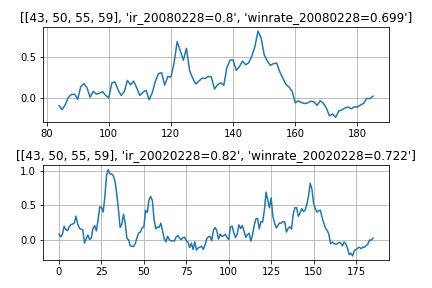 [[43, 50, 55, 59], 'ir_20080228=0.8', 'winrate_20080228=0.699']
0.5
0.0
80 100 120 140 160 180
[[43, 50, 55, 59], 'ir_20020228=0.82', 'winrate_20020228=0.722']
1.0
0.5
0.0
0 25 50 75 100 125 150 175